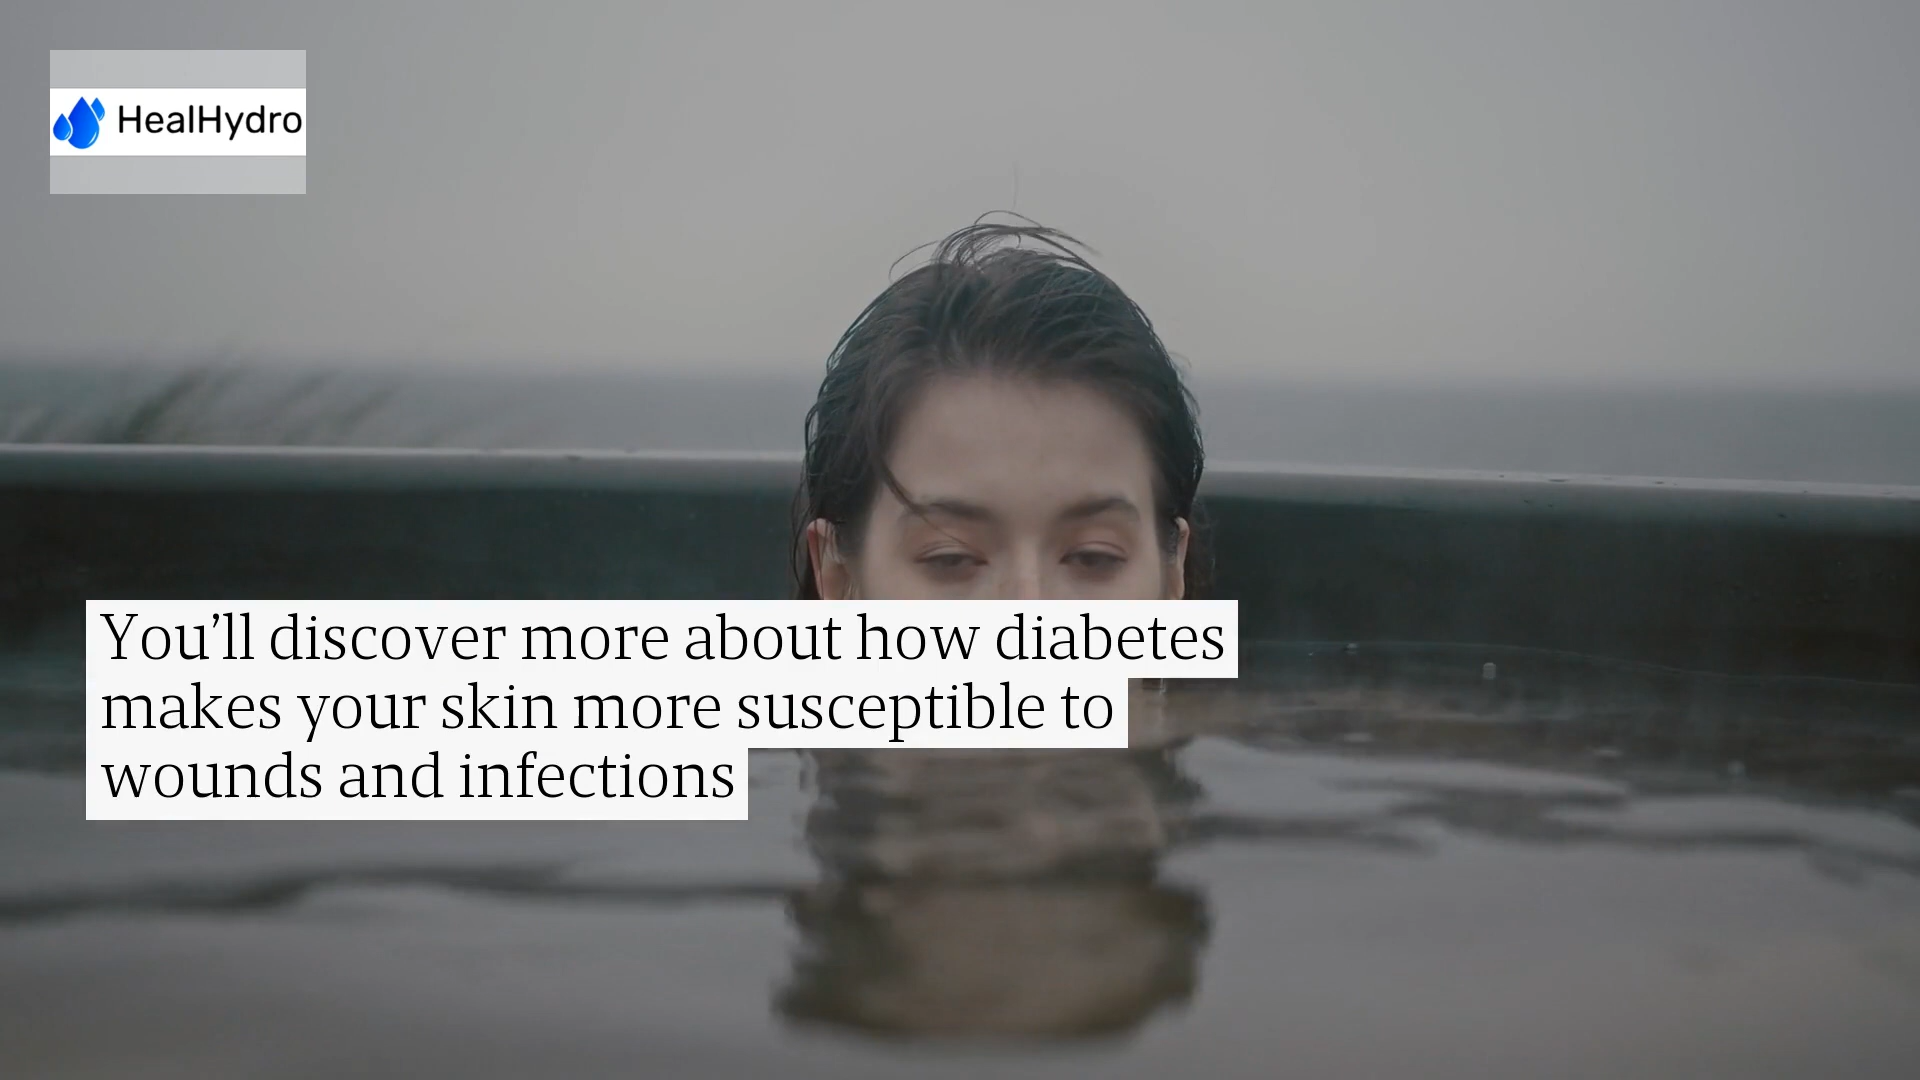 HealHydro
You’ll discover more about how diabetes
makes your skin more susceptible to
wounds and infections